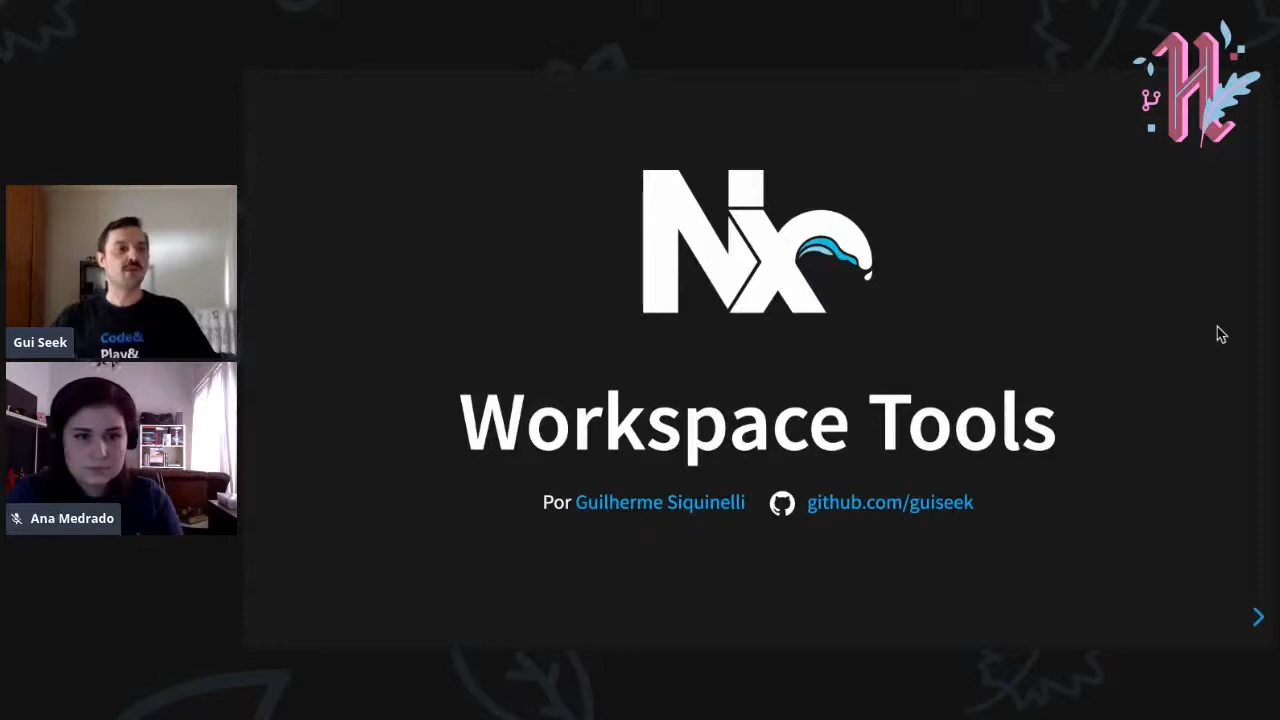 Nx
Workspace Tools
Por Guilherme Siquinelli github.com/guiseek
Code&
Play&
Gui Seek
Ana Medrado
H